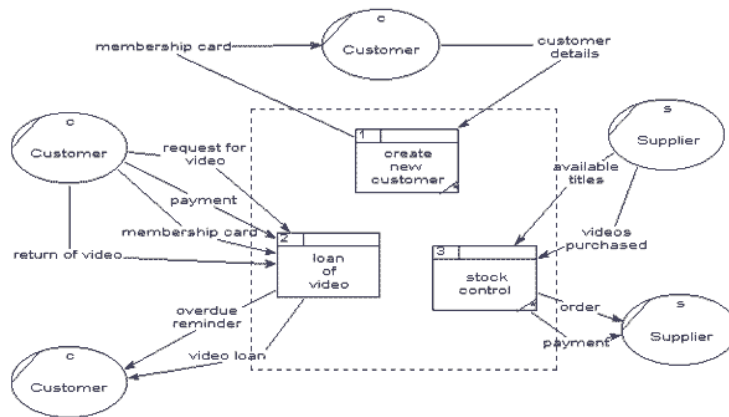 c
Customer
membership card
customer
details
c
Customer
request for
video
payment
membership card
return of video
1
create
new
customer
s
Supplier
available
titles
videos
purchased
2
loan
of
video
3
stock
control
overdue
reminder
video loan
c
Customer
order
payment
s
Supplier